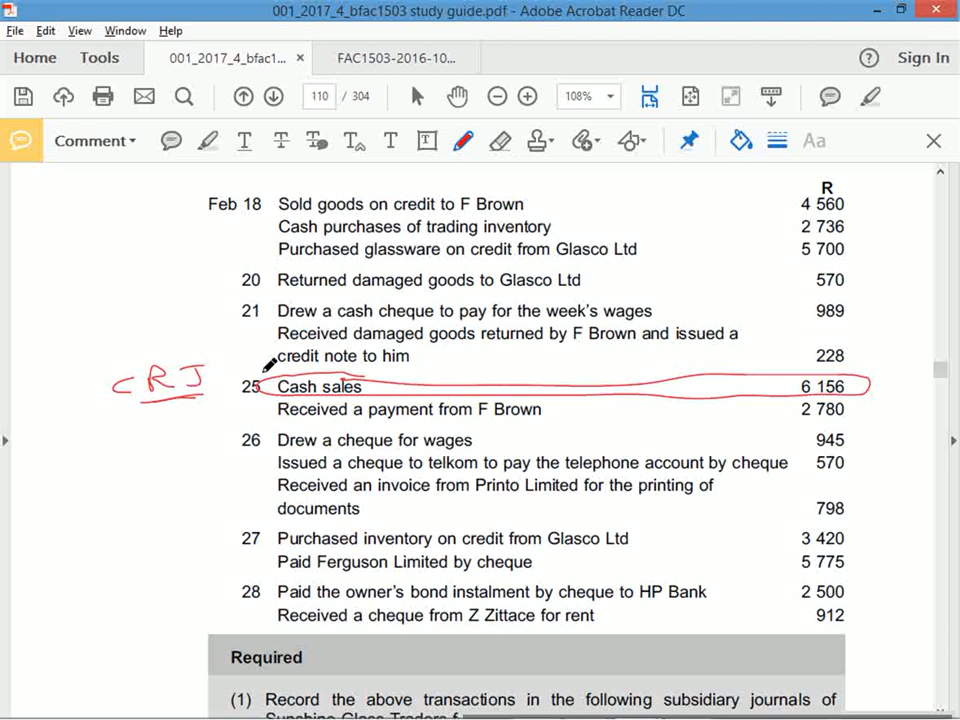 001_2017_4_bfac1503 study guide.pdf - Adobe Acrobat Reader DC
File Edit View Window Help
Home Tools 001_2017_4_bfac1... × FAC1503-2016-10... Sign In
110 / 304 108%
Comment Aa
R
Feb 18 Sold goods on credit to F Brown 4 560
Cash purchases of trading inventory 2 736
Purchased glassware on credit from Glasco Ltd 5 700
20 Returned damaged goods to Glasco Ltd 570
21 Drew a cash cheque to pay for the week's wages 989
Received damaged goods returned by F Brown and issued a
credit note to him 228
CRJ 25 Cash sales 6 156
Received a payment from F Brown 2 780
26 Drew a cheque for wages 945
Issued a cheque to telkom to pay the telephone account by cheque 570
Received an invoice from Printo Limited for the printing of
documents 798
27 Purchased inventory on credit from Glasco Ltd 3 420
Paid Ferguson Limited by cheque 5 775
28 Paid the owner's bond instalment by cheque to HP Bank 2 500
Received a cheque from Z Zittace for rent 912
Required
(1) Record the above transactions in the following subsidiary journals of
Sunshine Glass Traders f